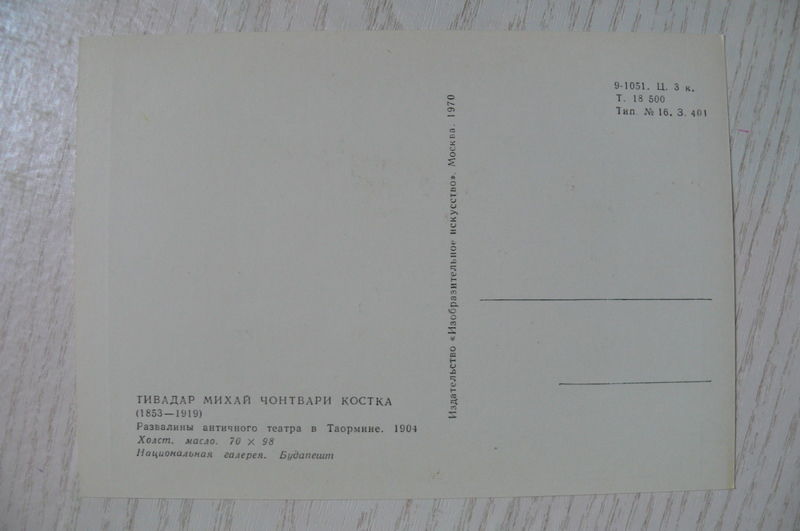 9-1051. Ц. 3 к.
Т. 18 500
Тип. № 16. З. 401
Издательство «Изобразительное искусство». Москва. 1970
ТИВАДАР МИХАЙ ЧОНТВАРИ КОСТКА
(1853—1919)
Развалины античного театра в Таормине. 1904
Холст, масло. 70 × 98
Национальная галерея. Будапешт